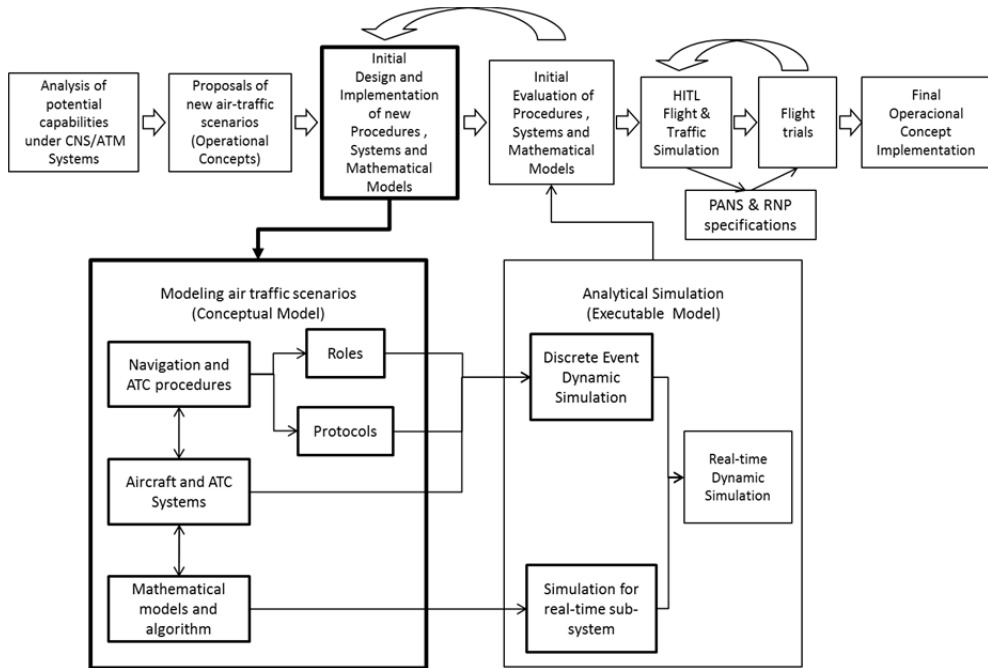 Analysis of
potential
capabilities
under CNS/ATM
Systems
Proposals of
new air-traffic
scenarios
(Operational
Concepts)
Initial
Design and
Implementation
of new
Procedures ,
Systems and
Mathematical
Models
Initial
Evaluation of
Procedures ,
Systems and
Mathematical
Models
HITL
Flight &
Traffic
Simulation
Flight
trials
Final
Operacional
Concept
Implementation
PANS & RNP
specifications
Modeling air traffic scenarios
(Conceptual Model)
Navigation and
ATC procedures
Roles
Protocols
Aircraft and ATC
Systems
Mathematical
models and
algorithm
Analytical Simulation
(Executable Model)
Discrete Event
Dynamic
Simulation
Real-time
Dynamic
Simulation
Simulation for
real-time sub-
system